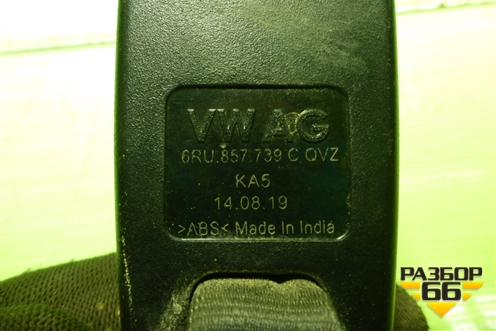 VW AG
6RU.857.739 C QVZ
KA5
14.08.19
>ABS< Made In India
РАЗБОР
66